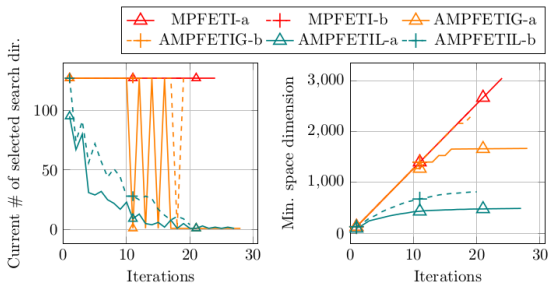 MPFETI-a MPFETI-b AMPFETIG-a
AMPFETIG-b AMPFETIL-a AMPFETIL-b
Current # of selected search dir.
100
50
0
0 10 20 30
Iterations
Min. space dimension
3,000
2,000
1,000
0
0 10 20 30
Iterations